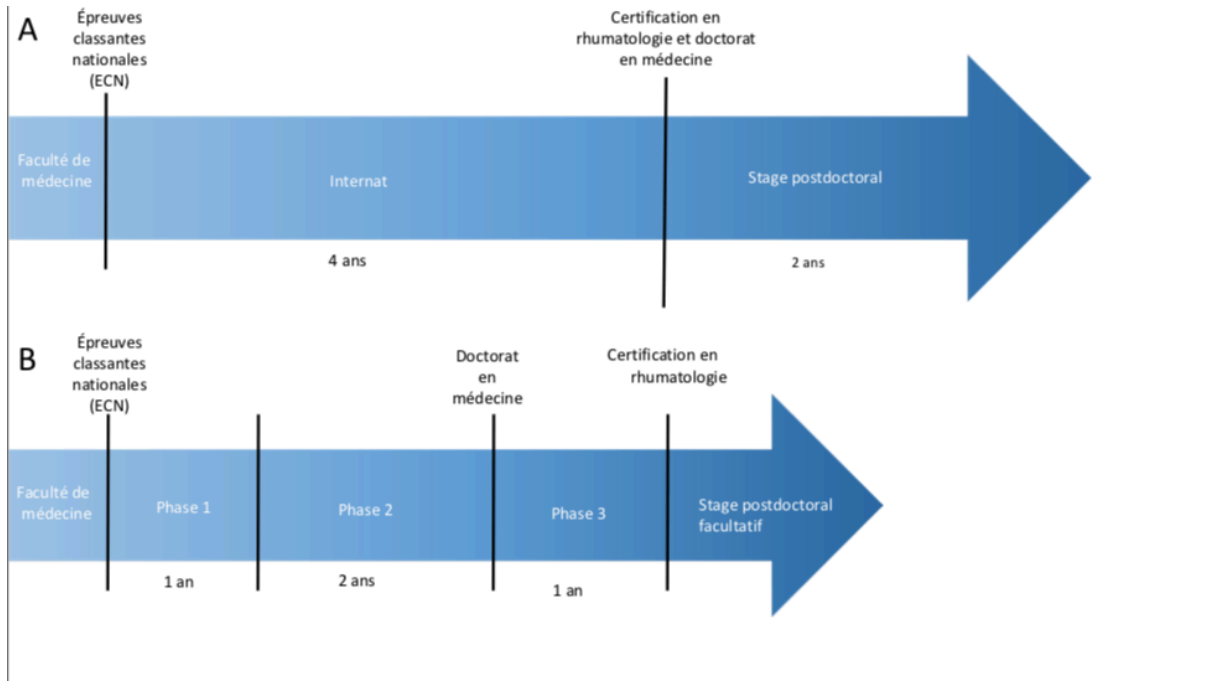 A
Épreuves
classantes
nationales
(ECN)
Certification en
rhumatologie et doctorat
en médecine
Faculté de
médecine
Internat
Stage postdoctoral
4 ans
2 ans
B
Épreuves
classantes
nationales
(ECN)
Doctorat
en
médecine
Certification en
rhumatologie
Faculté de
médecine
Phase 1
Phase 2
Phase 3
Stage postdoctoral
facultatif
1 an
2 ans
1 an